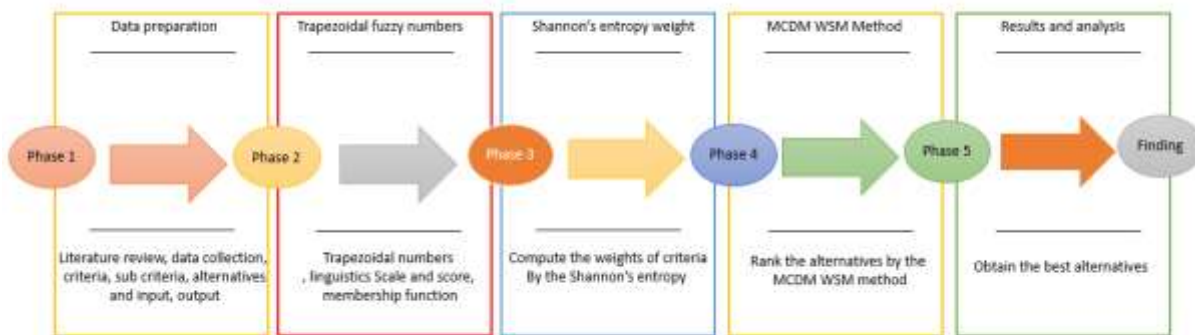 Data preparation
Trapezoidal fuzzy numbers
Shannon's entropy weight
MCDM WSM Method
Results and analysis
Phase 1
Phase 2
Phase 3
Phase 4
Phase 5
Finding
Literature review, data collection,
criteria, sub criteria, alternatives
and input, output
Trapezoidal numbers
, linguistics Scale and score,
membership function
Compute the weights of criteria
By the Shannon's entropy
Rank the alternatives by the
MCDM WSM method
Obtain the best alternatives